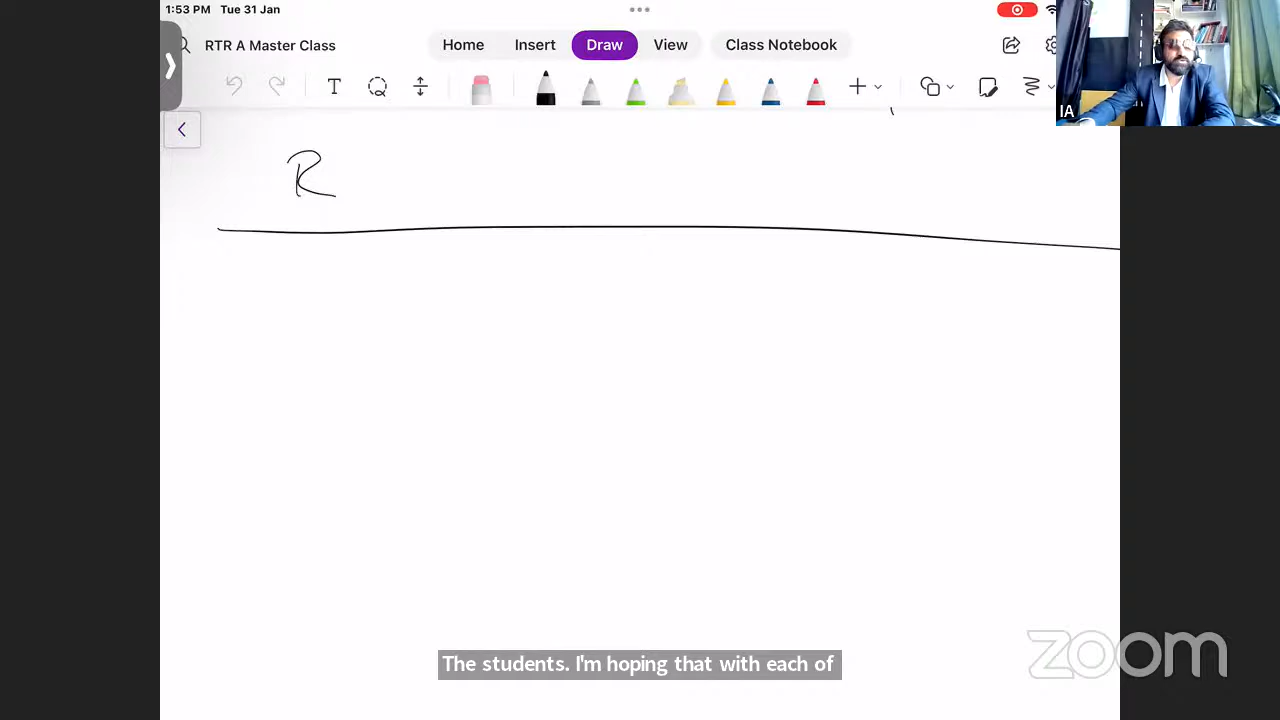 1:53 PM Tue 31 Jan
RTR A Master Class
Home Insert Draw View Class Notebook
T
IA
R
The students. I'm hoping that with each of
zoom